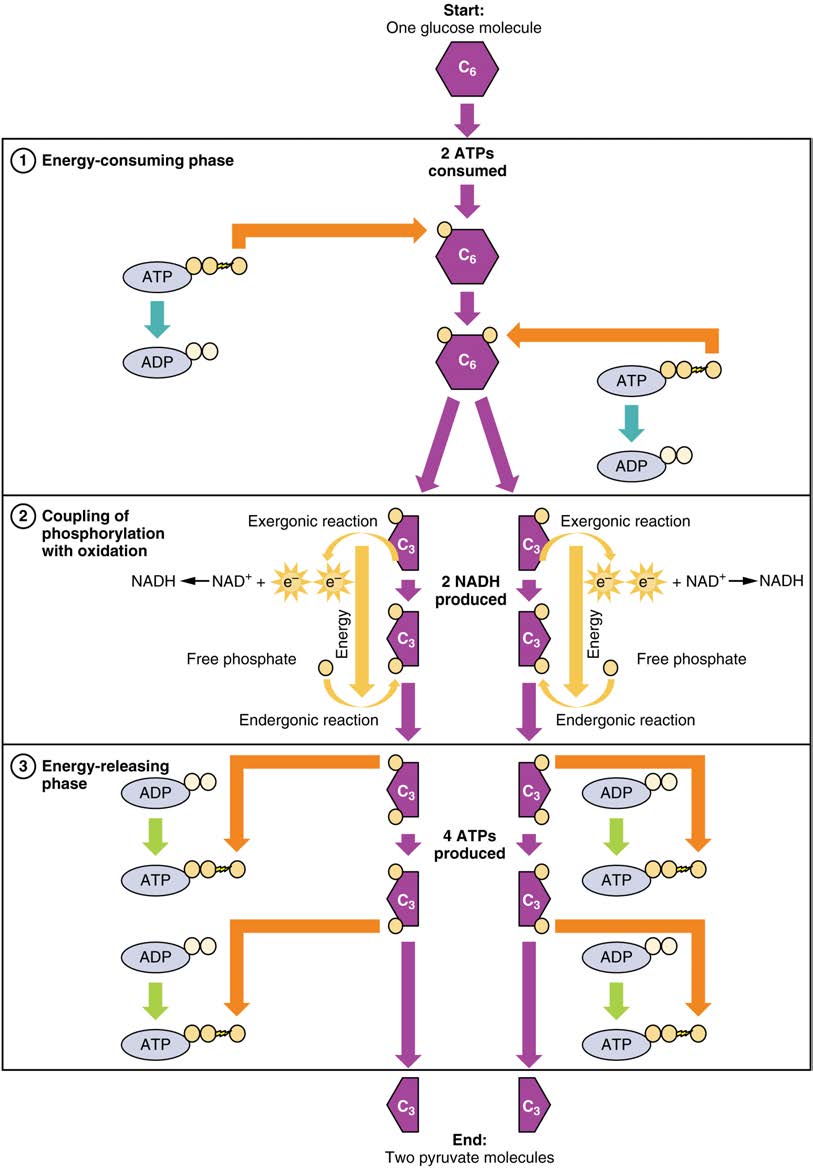 Start:
One glucose molecule
C6
1 Energy-consuming phase
2 ATPs
consumed
C6
ATP
ADP
C6
ATP
ADP
2 Coupling of
phosphorylation
with oxidation
Exergonic reaction
C3
C3
Exergonic reaction
NADH
NAD+ +
e–
e–
2 NADH
produced
e–
e–
+ NAD+
NADH
Energy
C3
C3
Energy
Free phosphate
Free phosphate
Endergonic reaction
Endergonic reaction
3 Energy-releasing
phase
ADP
C3
C3
ADP
4 ATPs
produced
ATP
C3
C3
ATP
ADP
ADP
ATP
ATP
C3
C3
End:
Two pyruvate molecules